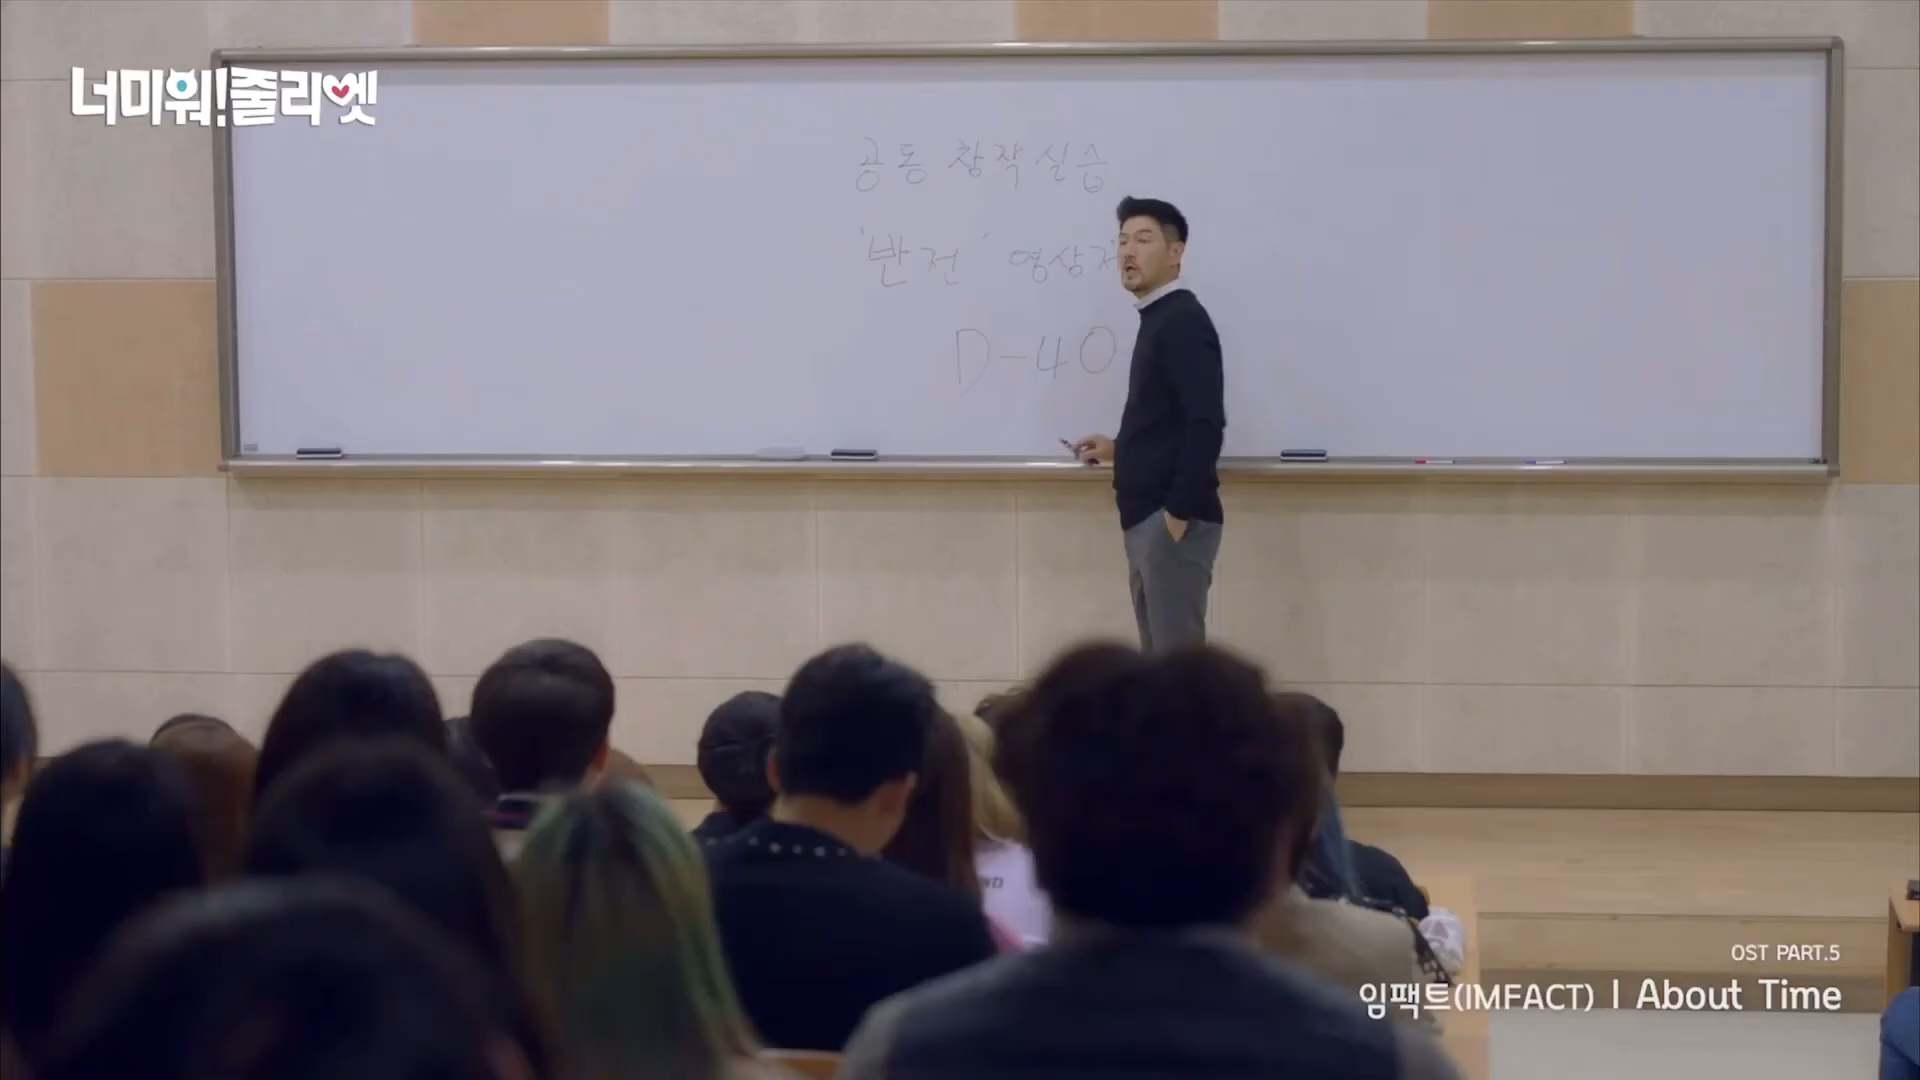 너미워!줄리엣
공동 창작 실습
'반전' 영상
D-40
OST PART.5
임팩트(IMFACT) | About Time